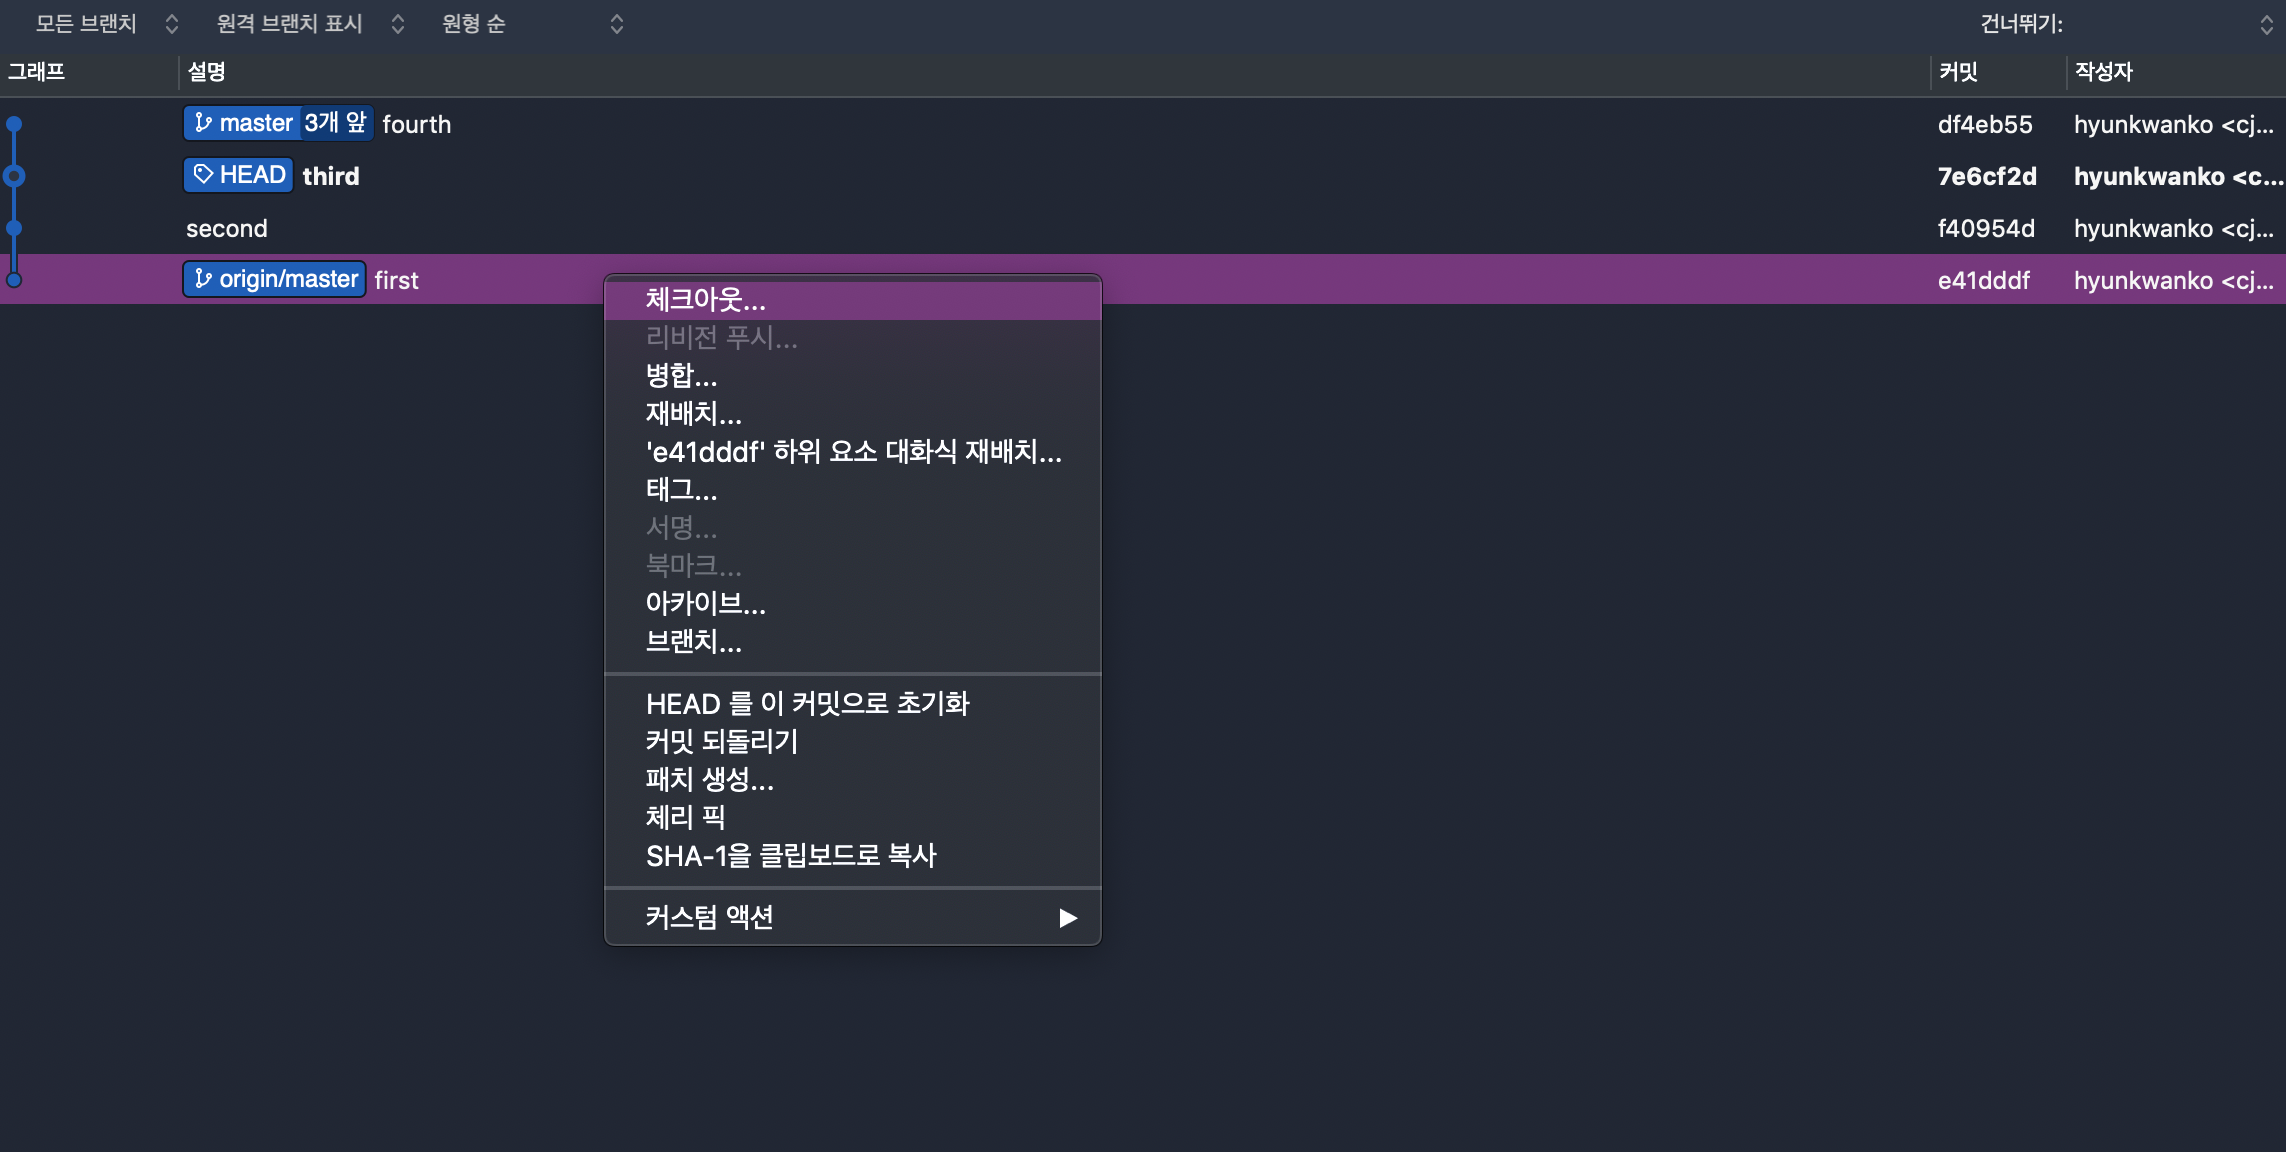 모든 브랜치 원격 브랜치 표시 원형 순 건너뛰기:
그래프 설명 커밋 작성자
master 3개 앞 fourth df4eb55 hyunkwanko <cj...
HEAD third 7e6cf2d hyunkwanko <c...
second f40954d hyunkwanko <cj...
origin/master first e41dddf hyunkwanko <cj...
체크아웃...
리비전 푸시...
병합...
재배치...
'e41dddf' 하위 요소 대화식 재배치...
태그...
서명...
북마크...
아카이브...
브랜치...
HEAD 를 이 커밋으로 초기화
커밋 되돌리기
패치 생성...
체리 픽
SHA-1을 클립보드로 복사
커스텀 액션